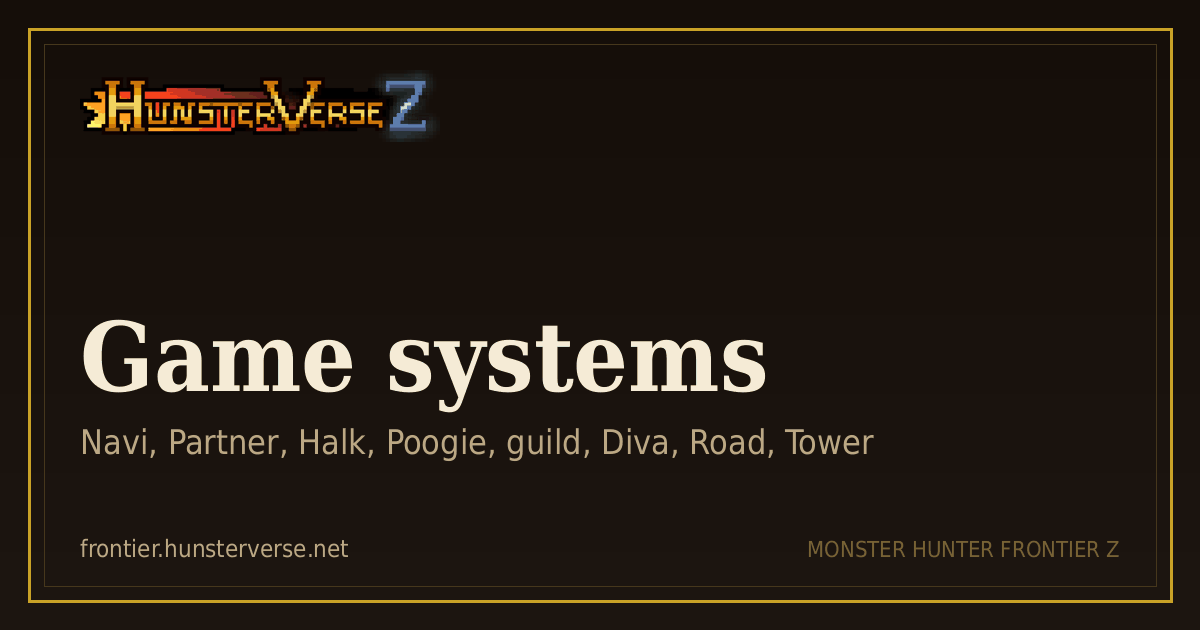 HUNSTERVERSE Z
Game systems
Navi, Partner, Halk, Poogie, guild, Diva, Road, Tower
frontier.hunsterverse.net
MONSTER HUNTER FRONTIER Z